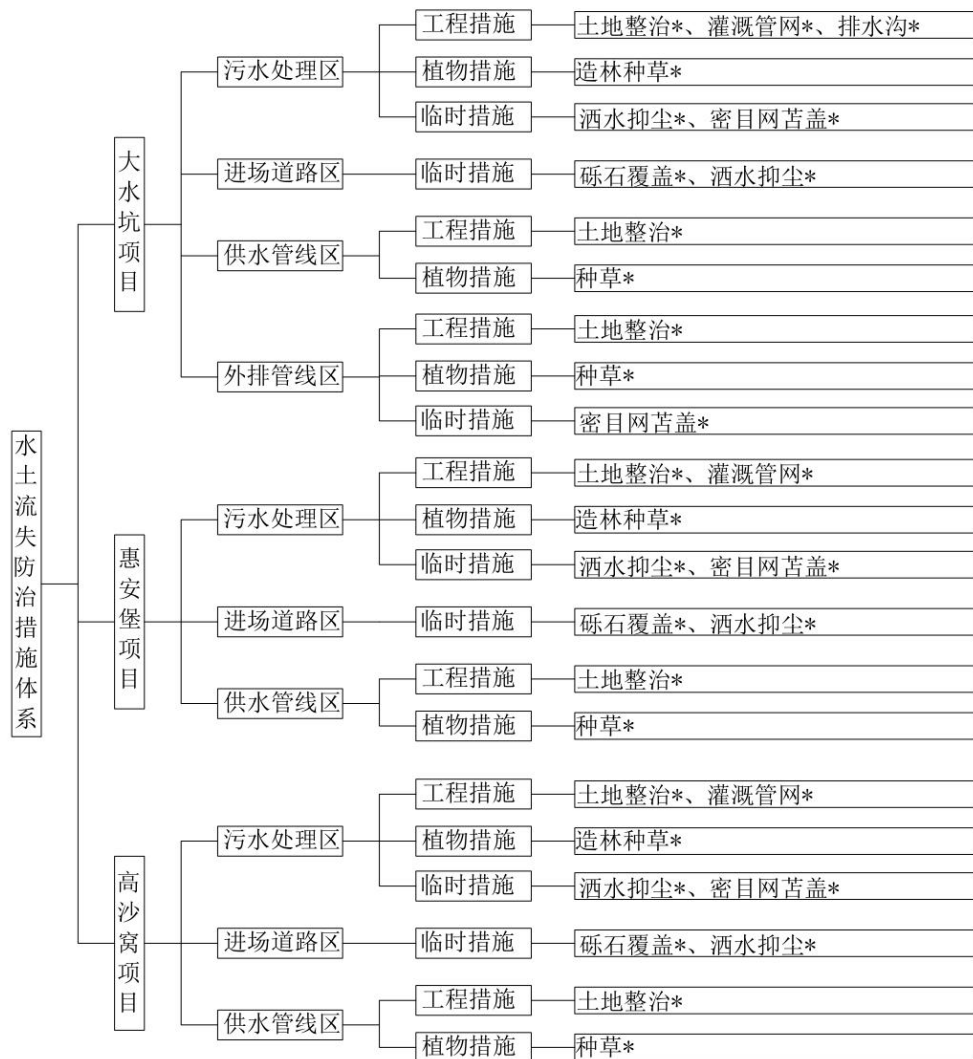 水土流失防治措施体系
大水坑项目
污水处理区
工程措施
土地整治*、灌溉管网*、排水沟*
植物措施
造林种草*
临时措施
洒水抑尘*、密目网苫盖*
进场道路区
临时措施
砾石覆盖*、洒水抑尘*
供水管线区
工程措施
土地整治*
植物措施
种草*
外排管线区
工程措施
土地整治*
植物措施
种草*
临时措施
密目网苫盖*
惠安堡项目
污水处理区
工程措施
土地整治*、灌溉管网*
植物措施
造林种草*
临时措施
洒水抑尘*、密目网苫盖*
进场道路区
临时措施
砾石覆盖*、洒水抑尘*
供水管线区
工程措施
土地整治*
植物措施
种草*
高沙窝项目
污水处理区
工程措施
土地整治*、灌溉管网*
植物措施
造林种草*
临时措施
洒水抑尘*、密目网苫盖*
进场道路区
临时措施
砾石覆盖*、洒水抑尘*
供水管线区
工程措施
土地整治*
植物措施
种草*